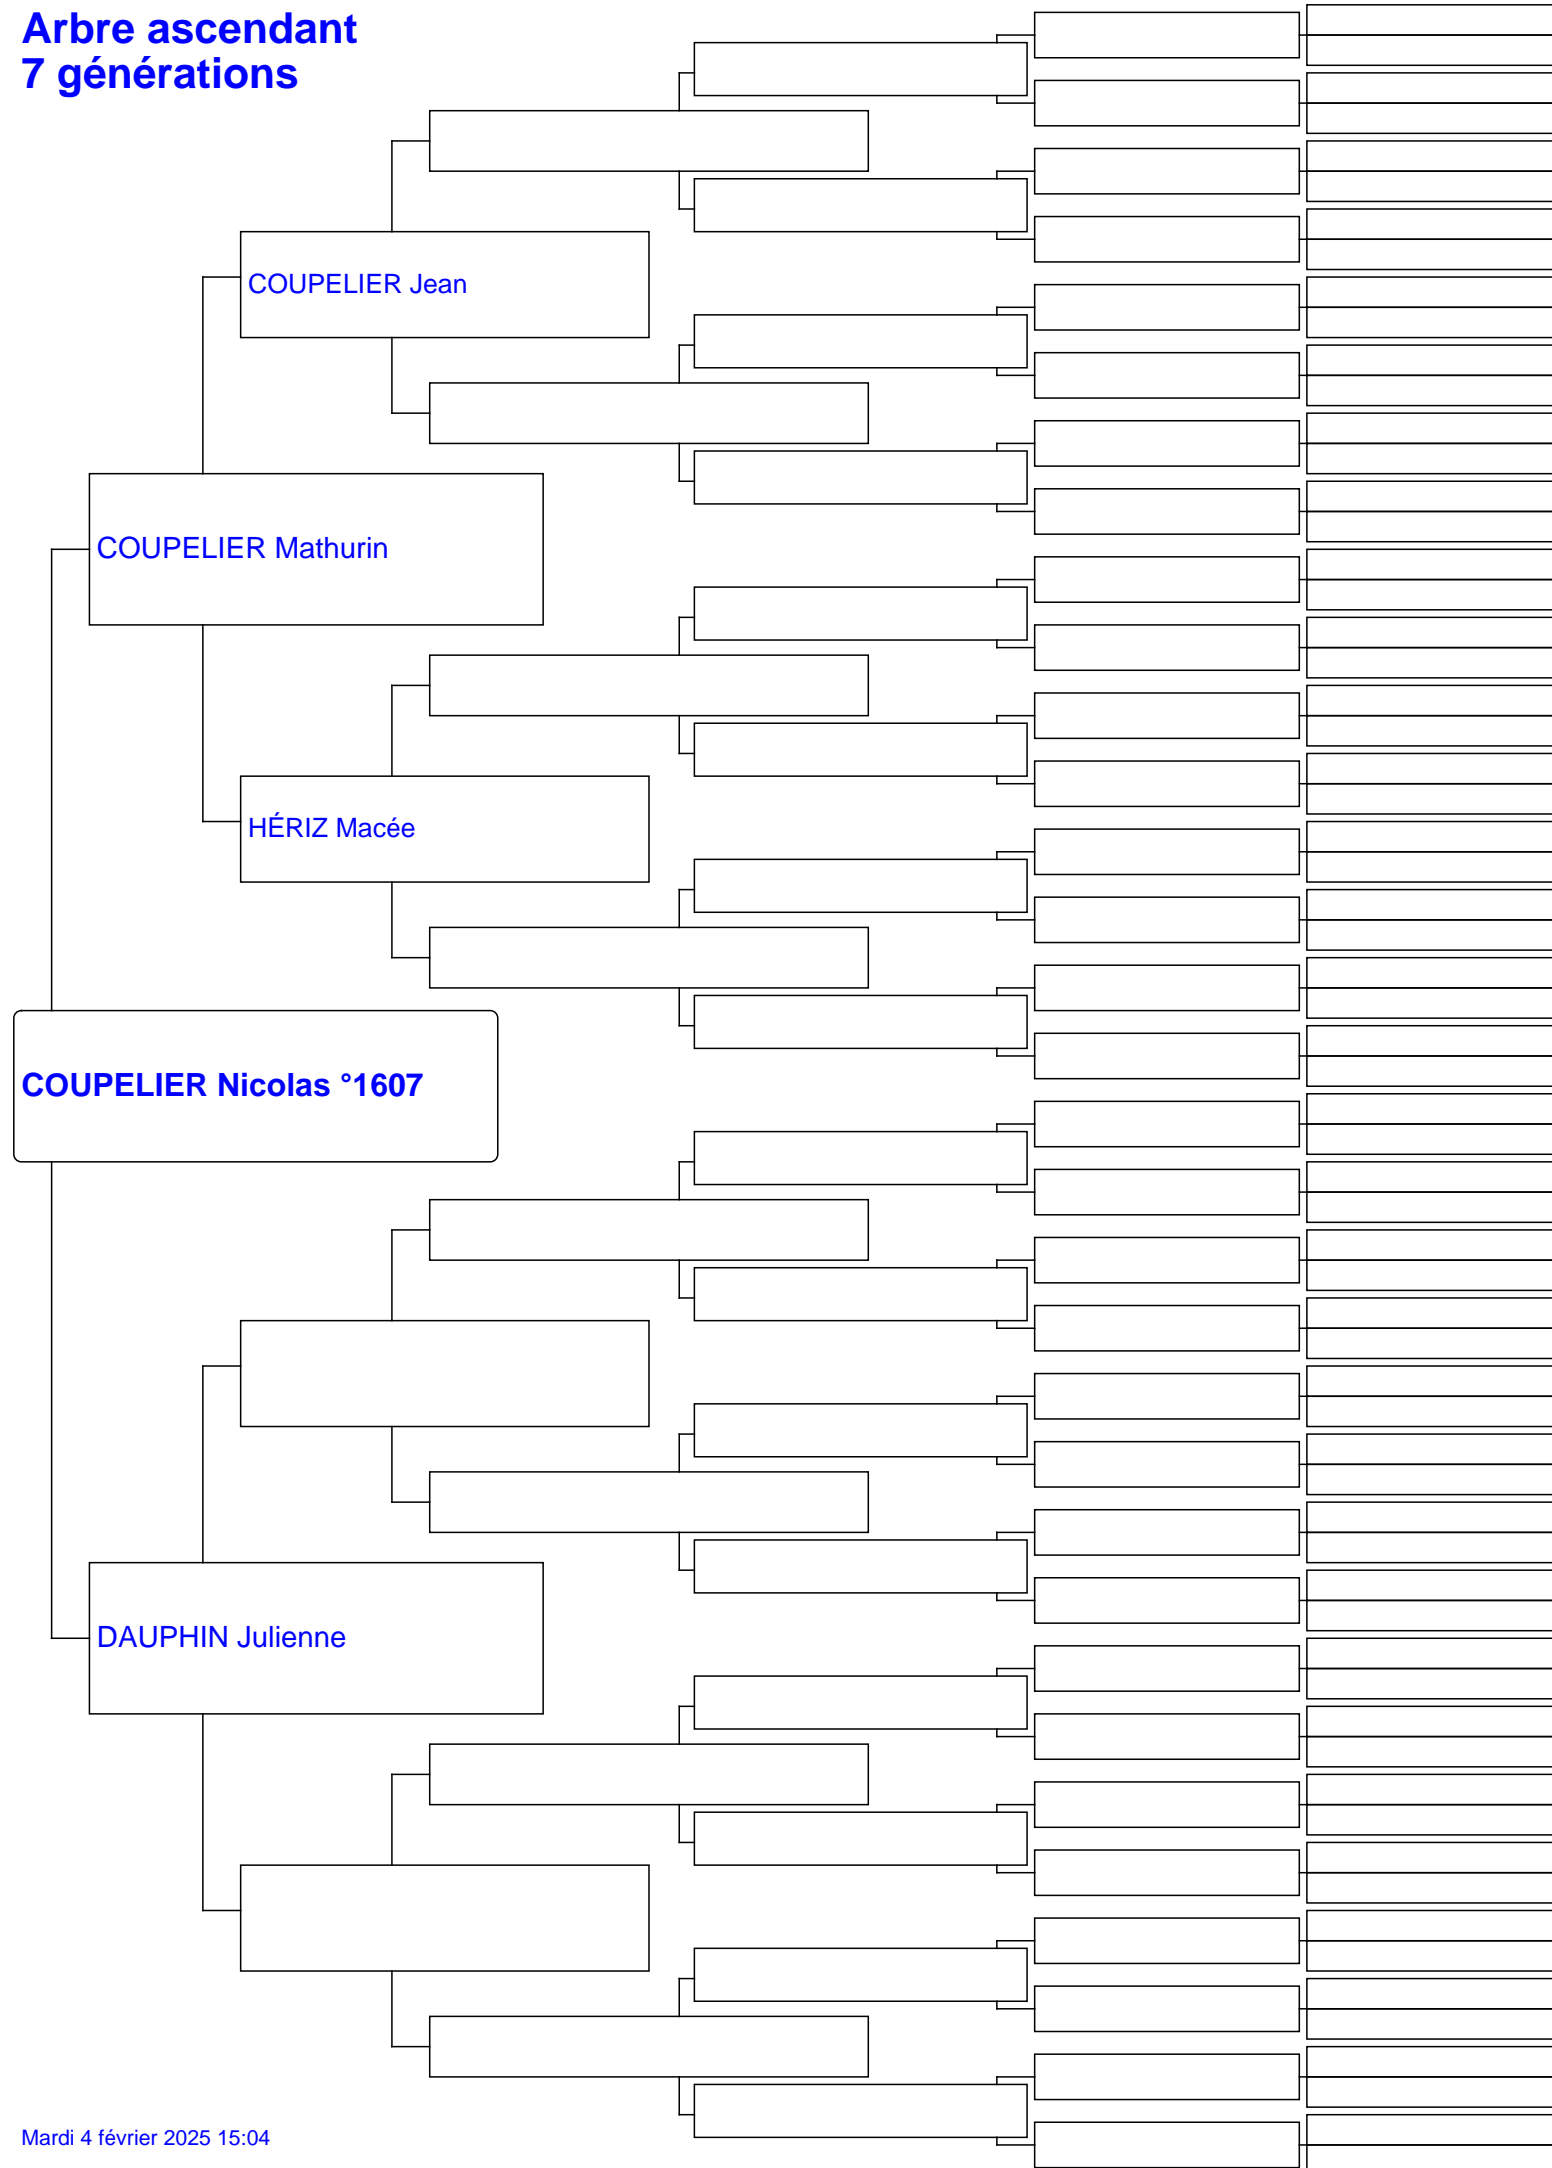 Arbre ascendant
7 générations
COUPELIER Jean
COUPELIER Mathurin
HÉRIZ Macée
COUPELIER Nicolas °1607
DAUPHIN Julienne
Mardi 4 février 2025 15:04